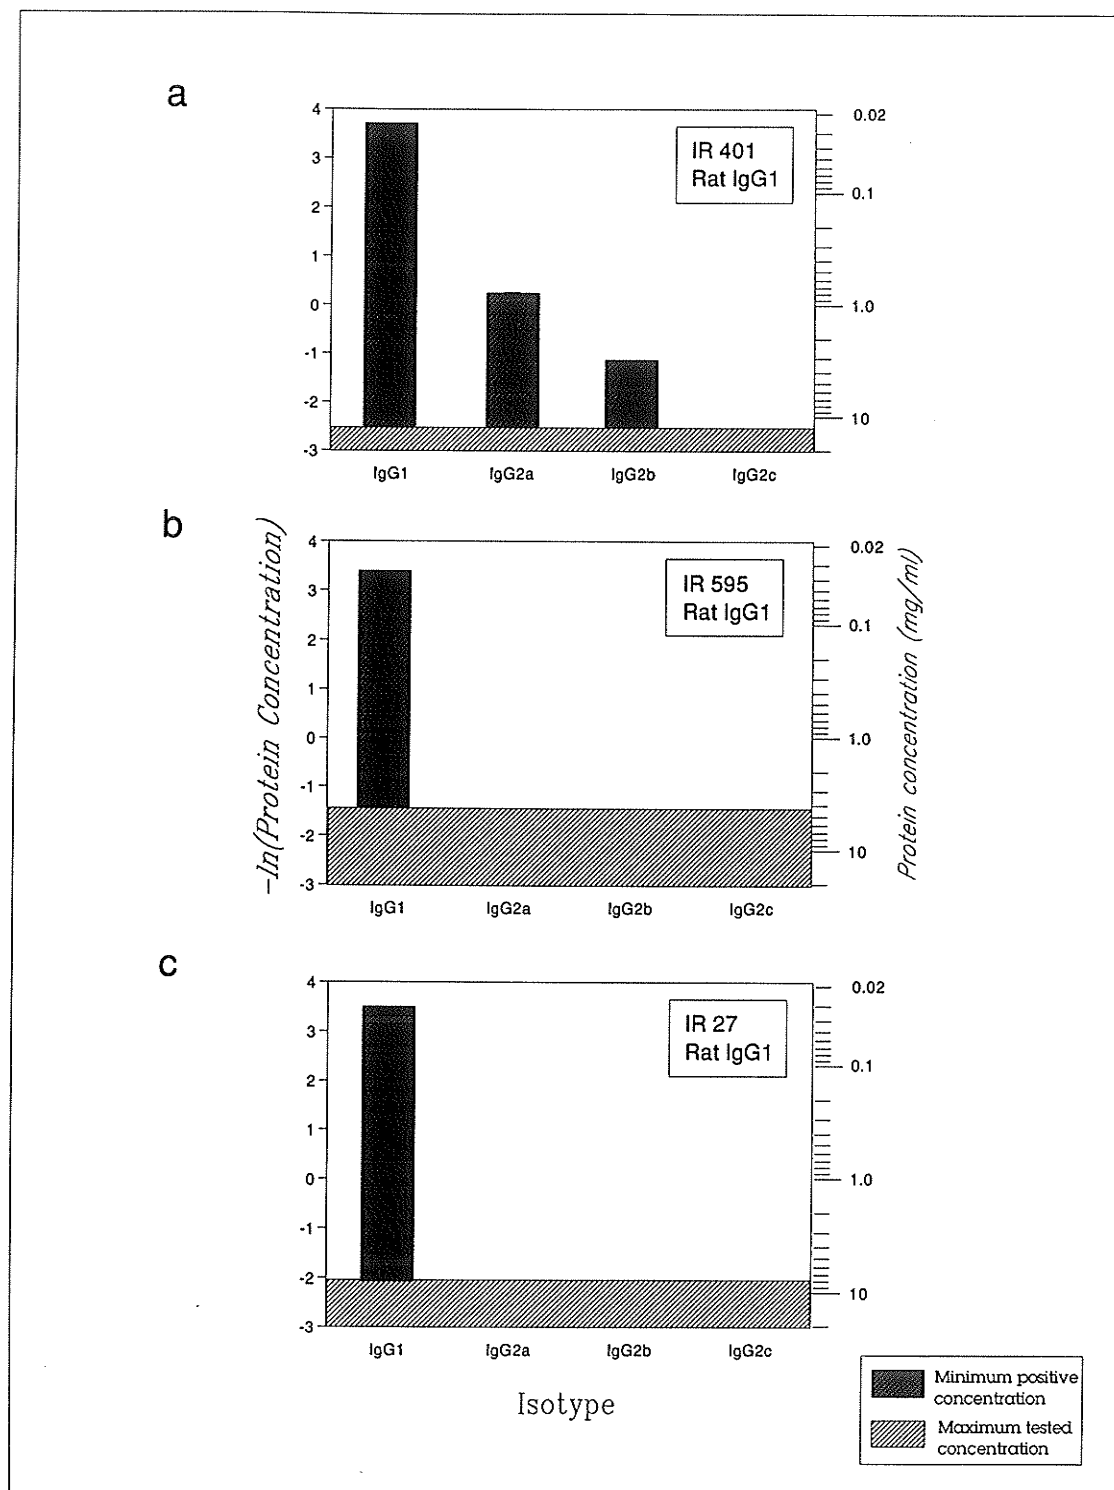 a
4
3
2
1
0
-1
-2
-3
IR 401
Rat IgG1
0.02
0.1
1.0
10
IgG1 IgG2a IgG2b IgG2c
b
4
3
2
1
0
-1
-2
-3
IR 595
Rat IgG1
0.02
0.1
1.0
10
IgG1 IgG2a IgG2b IgG2c
-ln(Protein Concentration)
Protein concentration (mg/ml)
c
4
3
2
1
0
-1
-2
-3
IR 27
Rat IgG1
0.02
0.1
1.0
10
IgG1 IgG2a IgG2b IgG2c
Isotype
Minimum positive
concentration
Maximum tested
concentration